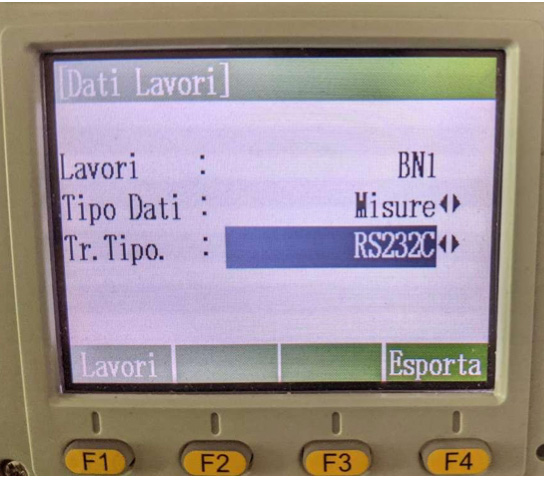 [Dati Lavori]
Lavori : BN1
Tipo Dati : Misure
Tr.Tipo. : RS232C
Lavori Esporta
F1 F2 F3 F4